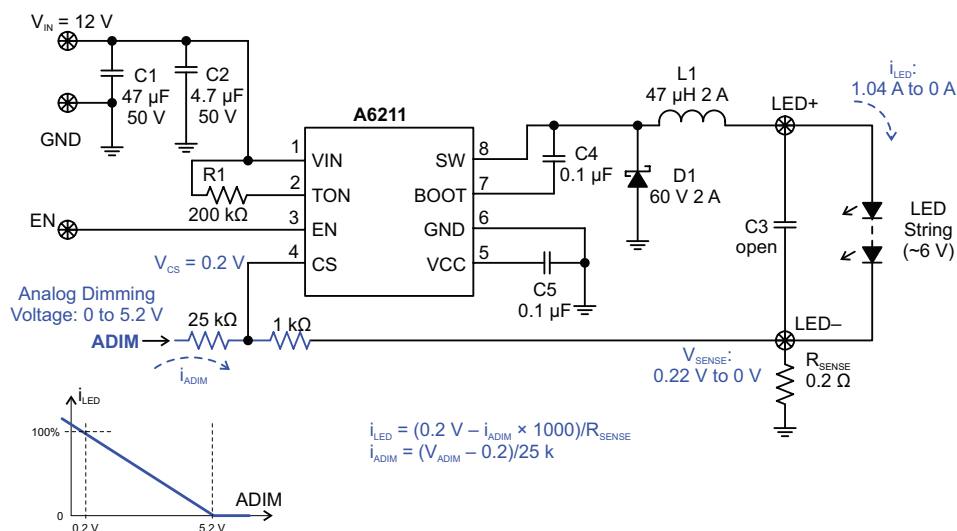 V_IN = 12 V
C1
47 µF
50 V
C2
4.7 µF
50 V
GND
R1
200 kΩ
EN
A6211
1 VIN
2 TON
3 EN
4 CS
SW 8
BOOT 7
GND 6
VCC 5
C4
0.1 µF
C5
0.1 µF
D1
60 V 2 A
L1
47 µH 2 A
LED+
i_LED:
1.04 A to 0 A
C3
open
LED
String
(~6 V)
V_CS = 0.2 V
Analog Dimming
Voltage: 0 to 5.2 V
ADIM
25 kΩ
1 kΩ
i_ADIM
LED–
V_SENSE:
0.22 V to 0 V
R_SENSE
0.2 Ω
i_LED
100%
0
0.2 V
5.2 V
ADIM
i_LED = (0.2 V – i_ADIM × 1000)/R_SENSE
i_ADIM = (V_ADIM – 0.2)/25 k